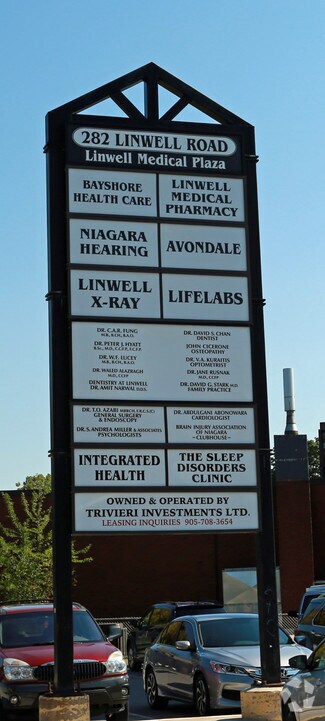 282 LINWELL ROAD
Linwell Medical Plaza
BAYSHORE
HEALTH CARE
LINWELL
MEDICAL
PHARMACY
NIAGARA
HEARING
AVONDALE
LINWELL
X-RAY
LIFELABS
DR. C.A.R. FUNG
DR. PETER J. HYATT
DR. W.F. LUCEY
DR. WALID ALZAGH
M.D., CCFP
DENTISTRY AT LINWELL
DR. AMIT NARWAL D.D.S.
DR. DAVID S. CHAN
DENTIST
JOHN CICERONE
OSTEOPATHY
DR. V.A. KURAITIS
OPTOMETRIST
DR. JANE RUSNAK
M.D., CCFP
DR. DAVID G. STARK M.D.
FAMILY PRACTICE
DR. T.O. AZABI
GENERAL SURGERY
& ENDOSCOPY
DR. S. ANDREA MILLER & ASSOCIATES
PSYCHOLOGISTS
DR. ABDULGANI ABONOWARA
CARDIOLOGIST
BRAIN INJURY ASSOCIATION
OF NIAGARA
- CLUBHOUSE -
INTEGRATED
HEALTH
THE SLEEP
DISORDERS
CLINIC
OWNED & OPERATED BY
TRIVIERI INVESTMENTS LTD.
LEASING INQUIRIES 905-708-3654